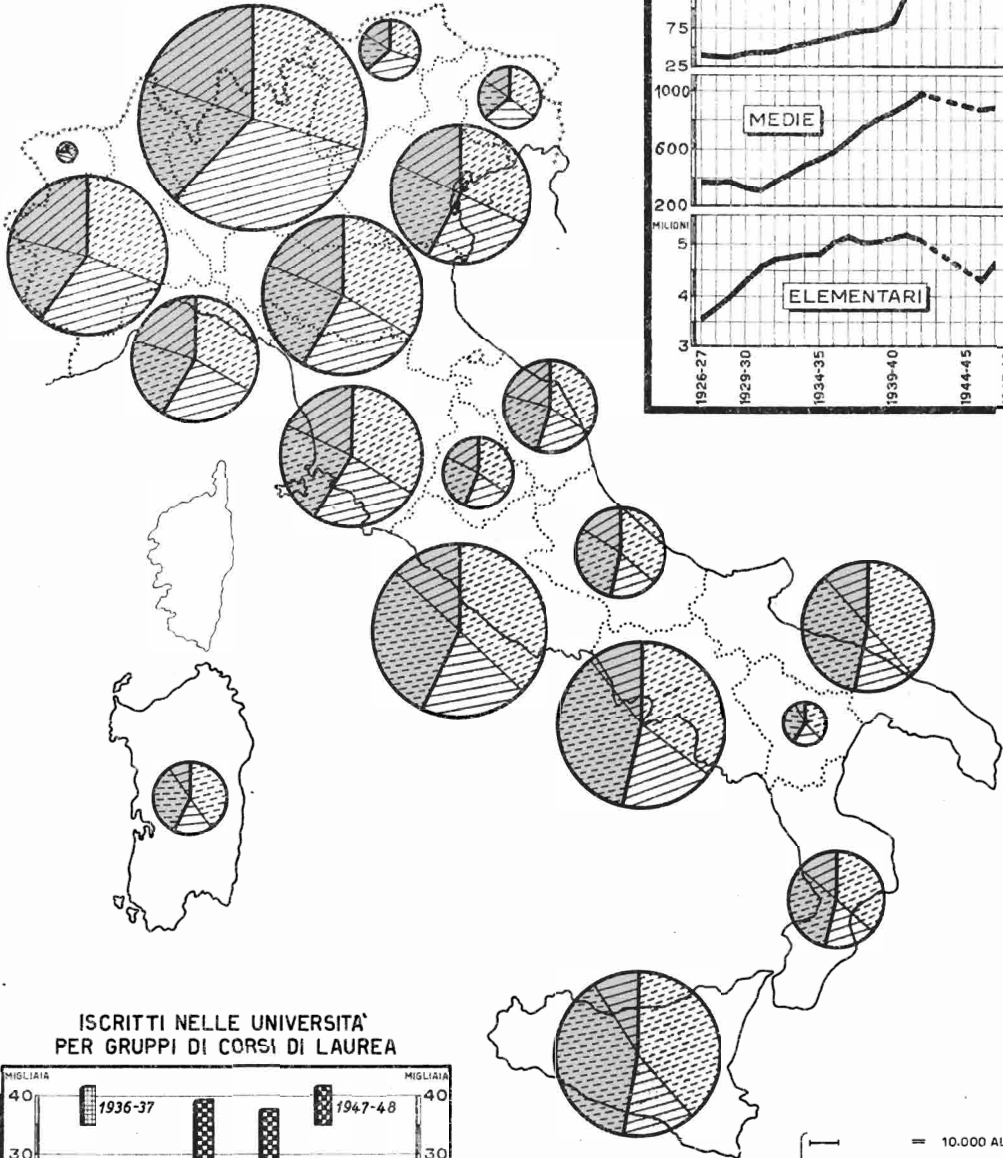 75
25
1000
MEDIE
600
200
MILIONI
5
4
ELEMENTARI
3
1926-27
1929-30
1934-35
1939-40
1944-45
ISCRITTI NELLE UNIVERSITA'
PER GRUPPI DI CORSI DI LAUREA
MIGLIAIA
MIGLIAIA
40
1936-37
1947-48
40
30
30
= 10.000 AL